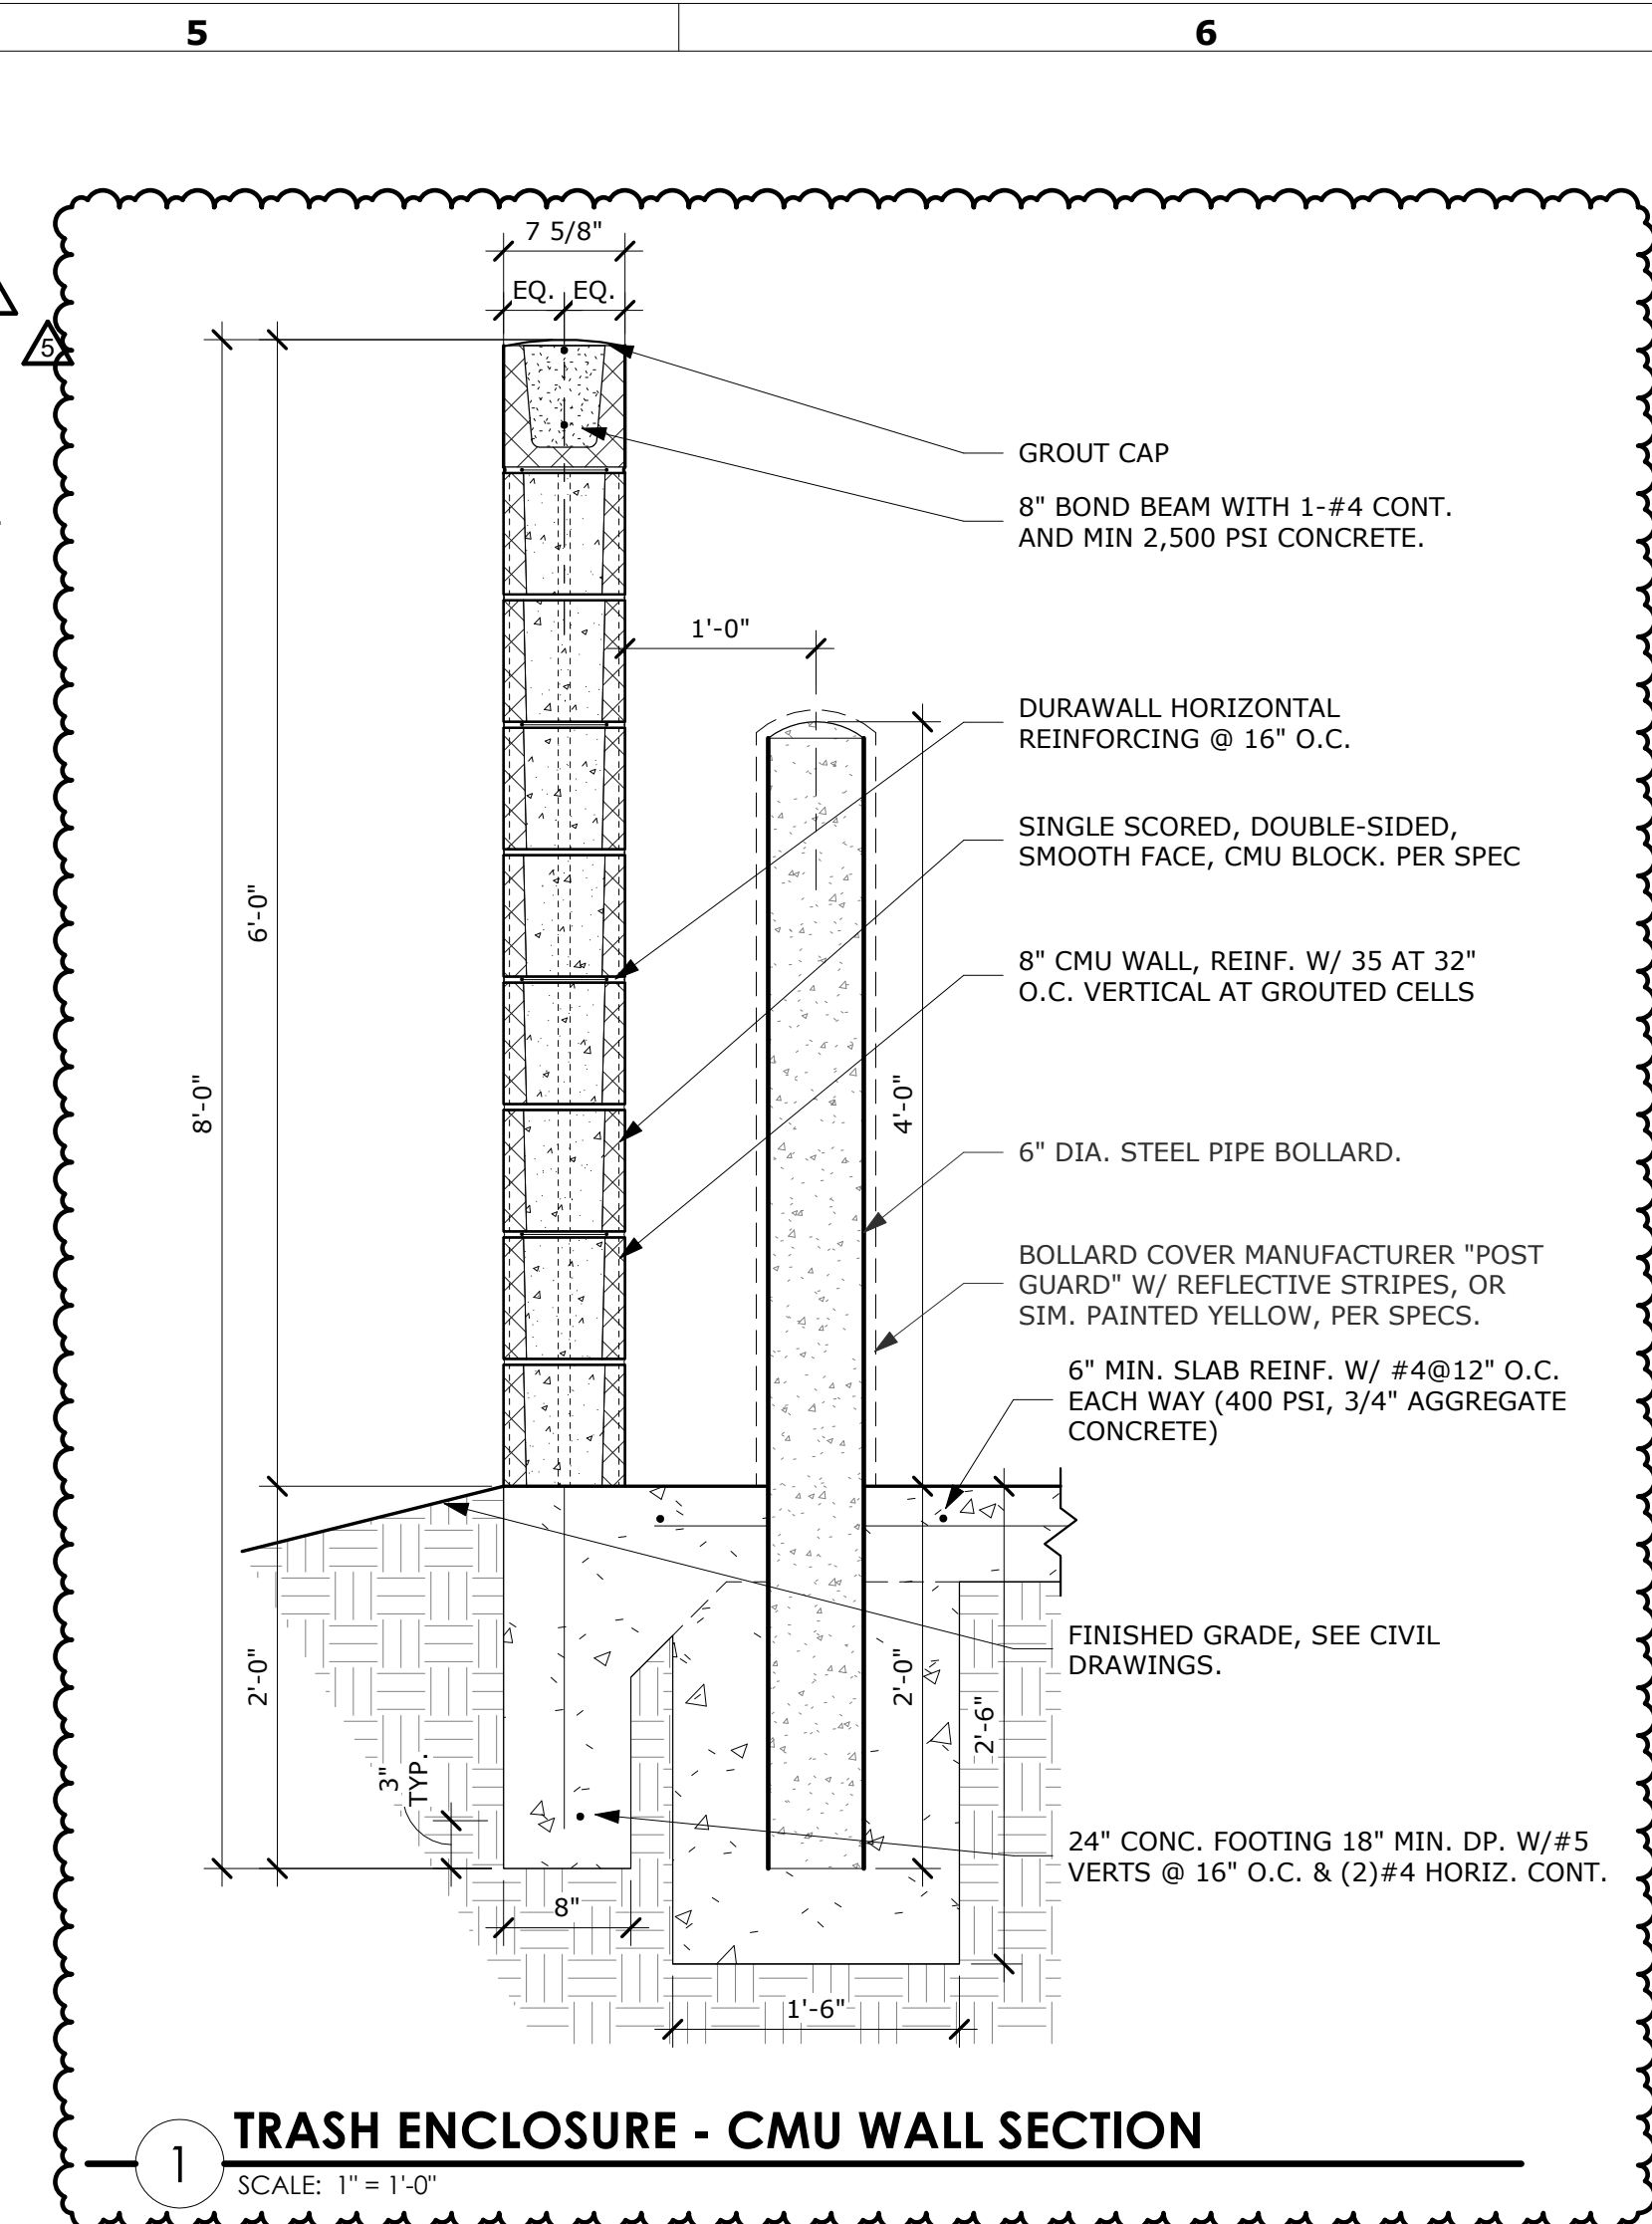 5
6
5
7 5/8"
EQ. EQ.
GROUT CAP
8" BOND BEAM WITH 1-#4 CONT.
AND MIN 2,500 PSI CONCRETE.
1'-0"
DURAWALL HORIZONTAL
REINFORCING @ 16" O.C.
SINGLE SCORED, DOUBLE-SIDED,
SMOOTH FACE, CMU BLOCK. PER SPEC
6'-0"
8" CMU WALL, REINF. W/ 35 AT 32"
O.C. VERTICAL AT GROUTED CELLS
8'-0"
4'-0"
6" DIA. STEEL PIPE BOLLARD.
BOLLARD COVER MANUFACTURER "POST
GUARD" W/ REFLECTIVE STRIPES, OR
SIM. PAINTED YELLOW, PER SPECS.
6" MIN. SLAB REINF. W/ #4@12" O.C.
EACH WAY (400 PSI, 3/4" AGGREGATE
CONCRETE)
FINISHED GRADE, SEE CIVIL
DRAWINGS.
2'-0"
2'-0"
2'-6"
3"
TYP.
24" CONC. FOOTING 18" MIN. DP. W/#5
VERTS @ 16" O.C. & (2)#4 HORIZ. CONT.
8"
1'-6"
1
TRASH ENCLOSURE - CMU WALL SECTION
SCALE: 1" = 1'-0"